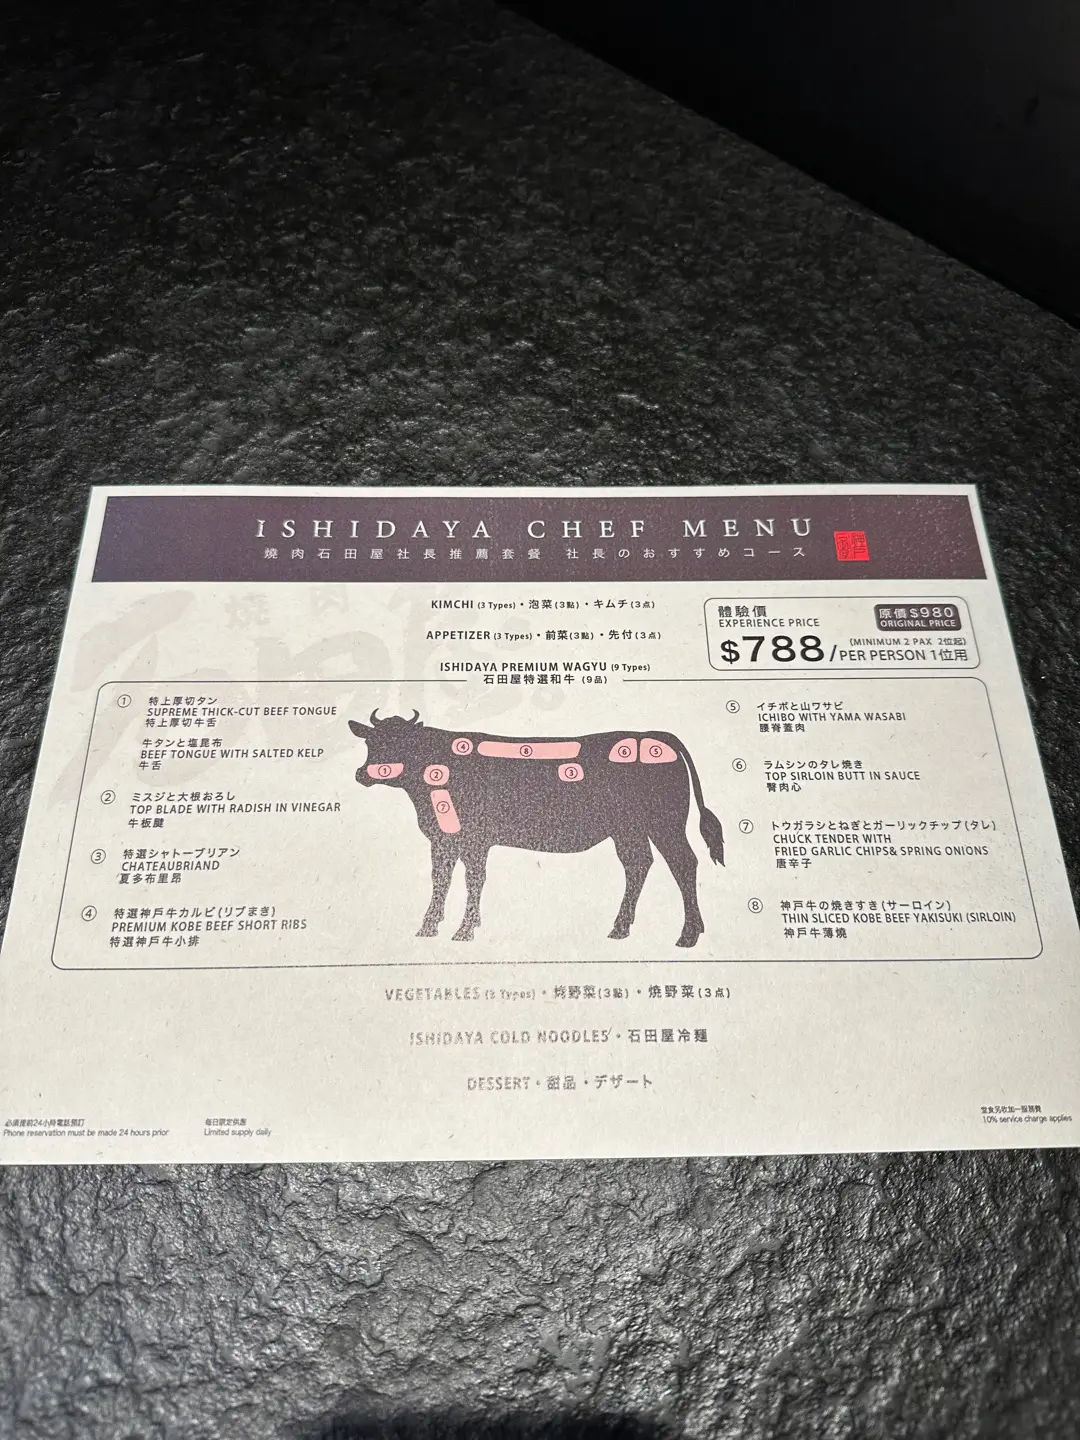 ISHIDAYA CHEF MENU
燒肉石田屋社長推薦套餐 社長のおすすめコース
KIMCHI (3 Types)・泡菜(3點)・キムチ(3点)
APPETIZER (3 Types)・前菜(3點)・先付(3点)
體驗價
EXPERIENCE PRICE
原價$980
ORIGINAL PRICE
$788/PER PERSON 1位用
(MINIMUM 2 PAX 2位起)
ISHIDAYA PREMIUM WAGYU (9 Types)
石田屋特選和牛 (9品)
① 特上厚切タン
SUPREME THICK-CUT BEEF TONGUE
特上厚切牛舌
牛タンと塩昆布
BEEF TONGUE WITH SALTED KELP
牛舌
② ミスジと大根おろし
TOP BLADE WITH RADISH IN VINEGAR
牛板腱
③ 特選シャトーブリアン
CHATEAUBRIAND
夏多布里昂
④ 特選神戸牛カルビ(リブまき)
PREMIUM KOBE BEEF SHORT RIBS
特選神戶牛小排
①
②
③
④
⑤
⑥
⑦
⑧
⑤ イチボと山ワサビ
ICHIBO WITH YAMA WASABI
腰脊蓋肉
⑥ ラムシンのタレ焼き
TOP SIRLOIN BUTT IN SAUCE
臀肉心
⑦ トウガラシとねぎとガーリックチップ(タレ)
CHUCK TENDER WITH
FRIED GARLIC CHIPS& SPRING ONIONS
唐辛子
⑧ 神戸牛の焼きすき(サーロイン)
THIN SLICED KOBE BEEF YAKISUKI (SIRLOIN)
神戶牛薄燒
VEGETABLES (3 Types)・烤野菜(3點)・焼野菜(3点)
ISHIDAYA COLD NOODLES・石田屋冷麵
DESSERT・甜品・デザート
必須提前24小時電話預訂
Phone reservation must be made 24 hours prior
每日限定供應
Limited supply daily
堂食另收加一服務費
10% service charge applies